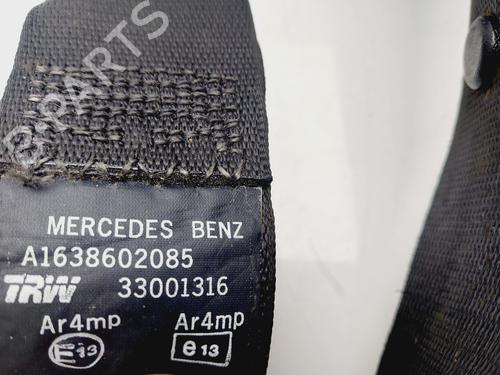 B PARTS
MERCEDES BENZ
A1638602085
TRW 33001316
Ar4mp Ar4mp
E13 e13